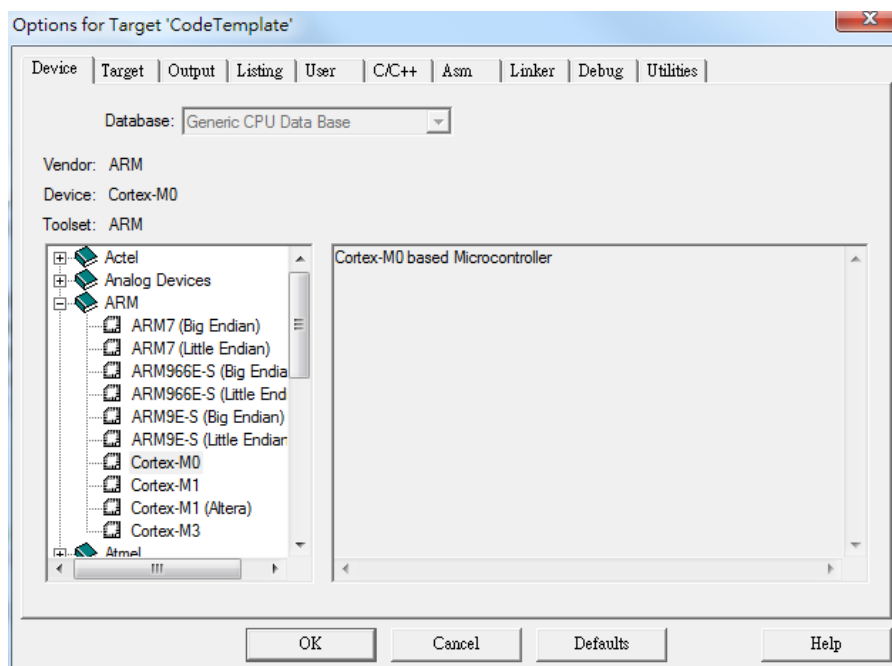 Options for Target 'CodeTemplate'
Device Target Output Listing User C/C++ Asm Linker Debug Utilities
Database: Generic CPU Data Base
Vendor: ARM
Device: Cortex-M0
Toolset: ARM
Actel
Analog Devices
ARM
ARM7 (Big Endian)
ARM7 (Little Endian)
ARM966E-S (Big Endia
ARM966E-S (Little End
ARM9E-S (Big Endian)
ARM9E-S (Little Endian
Cortex-M0
Cortex-M1
Cortex-M1 (Altera)
Cortex-M3
Atmel
Cortex-M0 based Microcontroller
OK Cancel Defaults Help